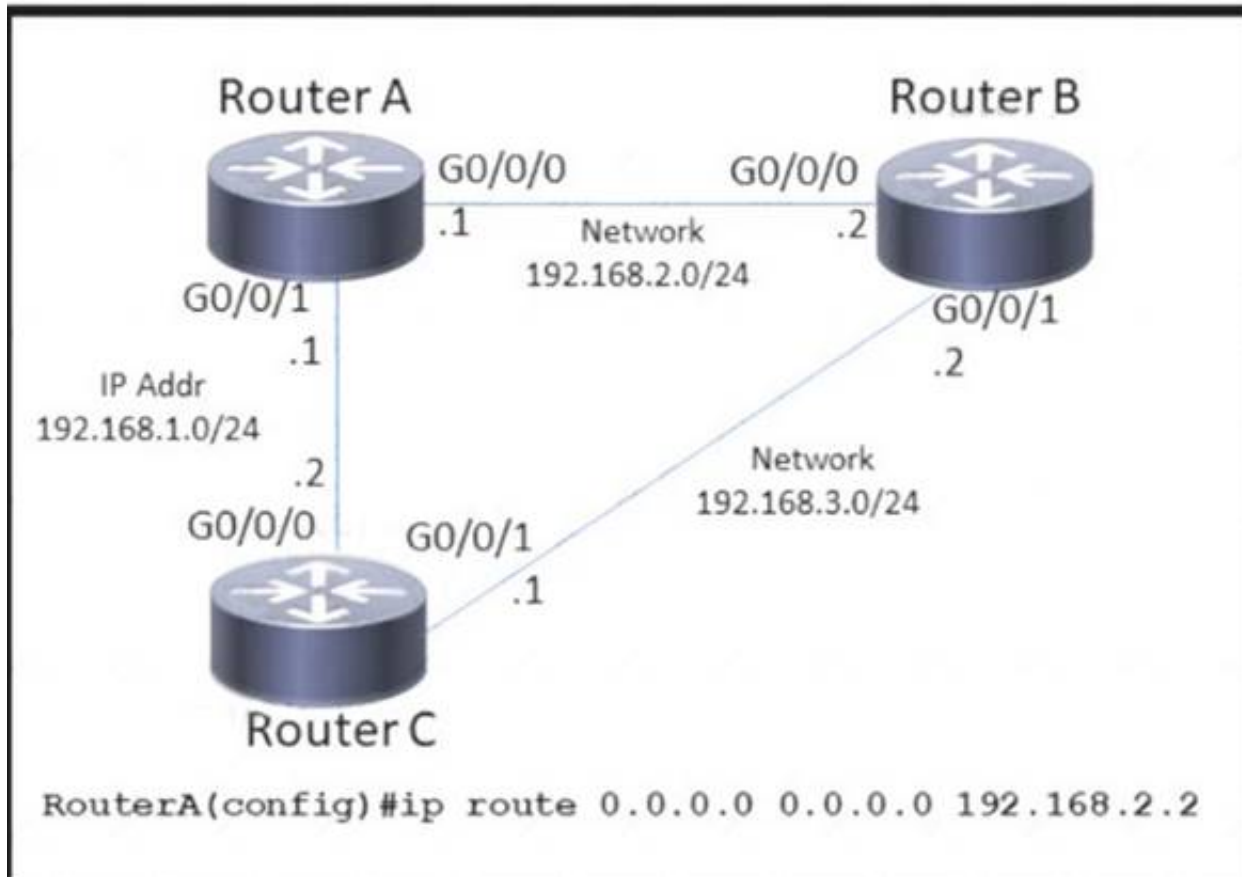 Router A
Router B
G0/0/0
G0/0/0
.1
Network
.2
192.168.2.0/24
G0/0/1
G0/0/1
.1
.2
IP Addr
192.168.1.0/24
Network
.2
192.168.3.0/24
G0/0/0
G0/0/1
.1
Router C
RouterA(config)#ip route 0.0.0.0 0.0.0.0 192.168.2.2